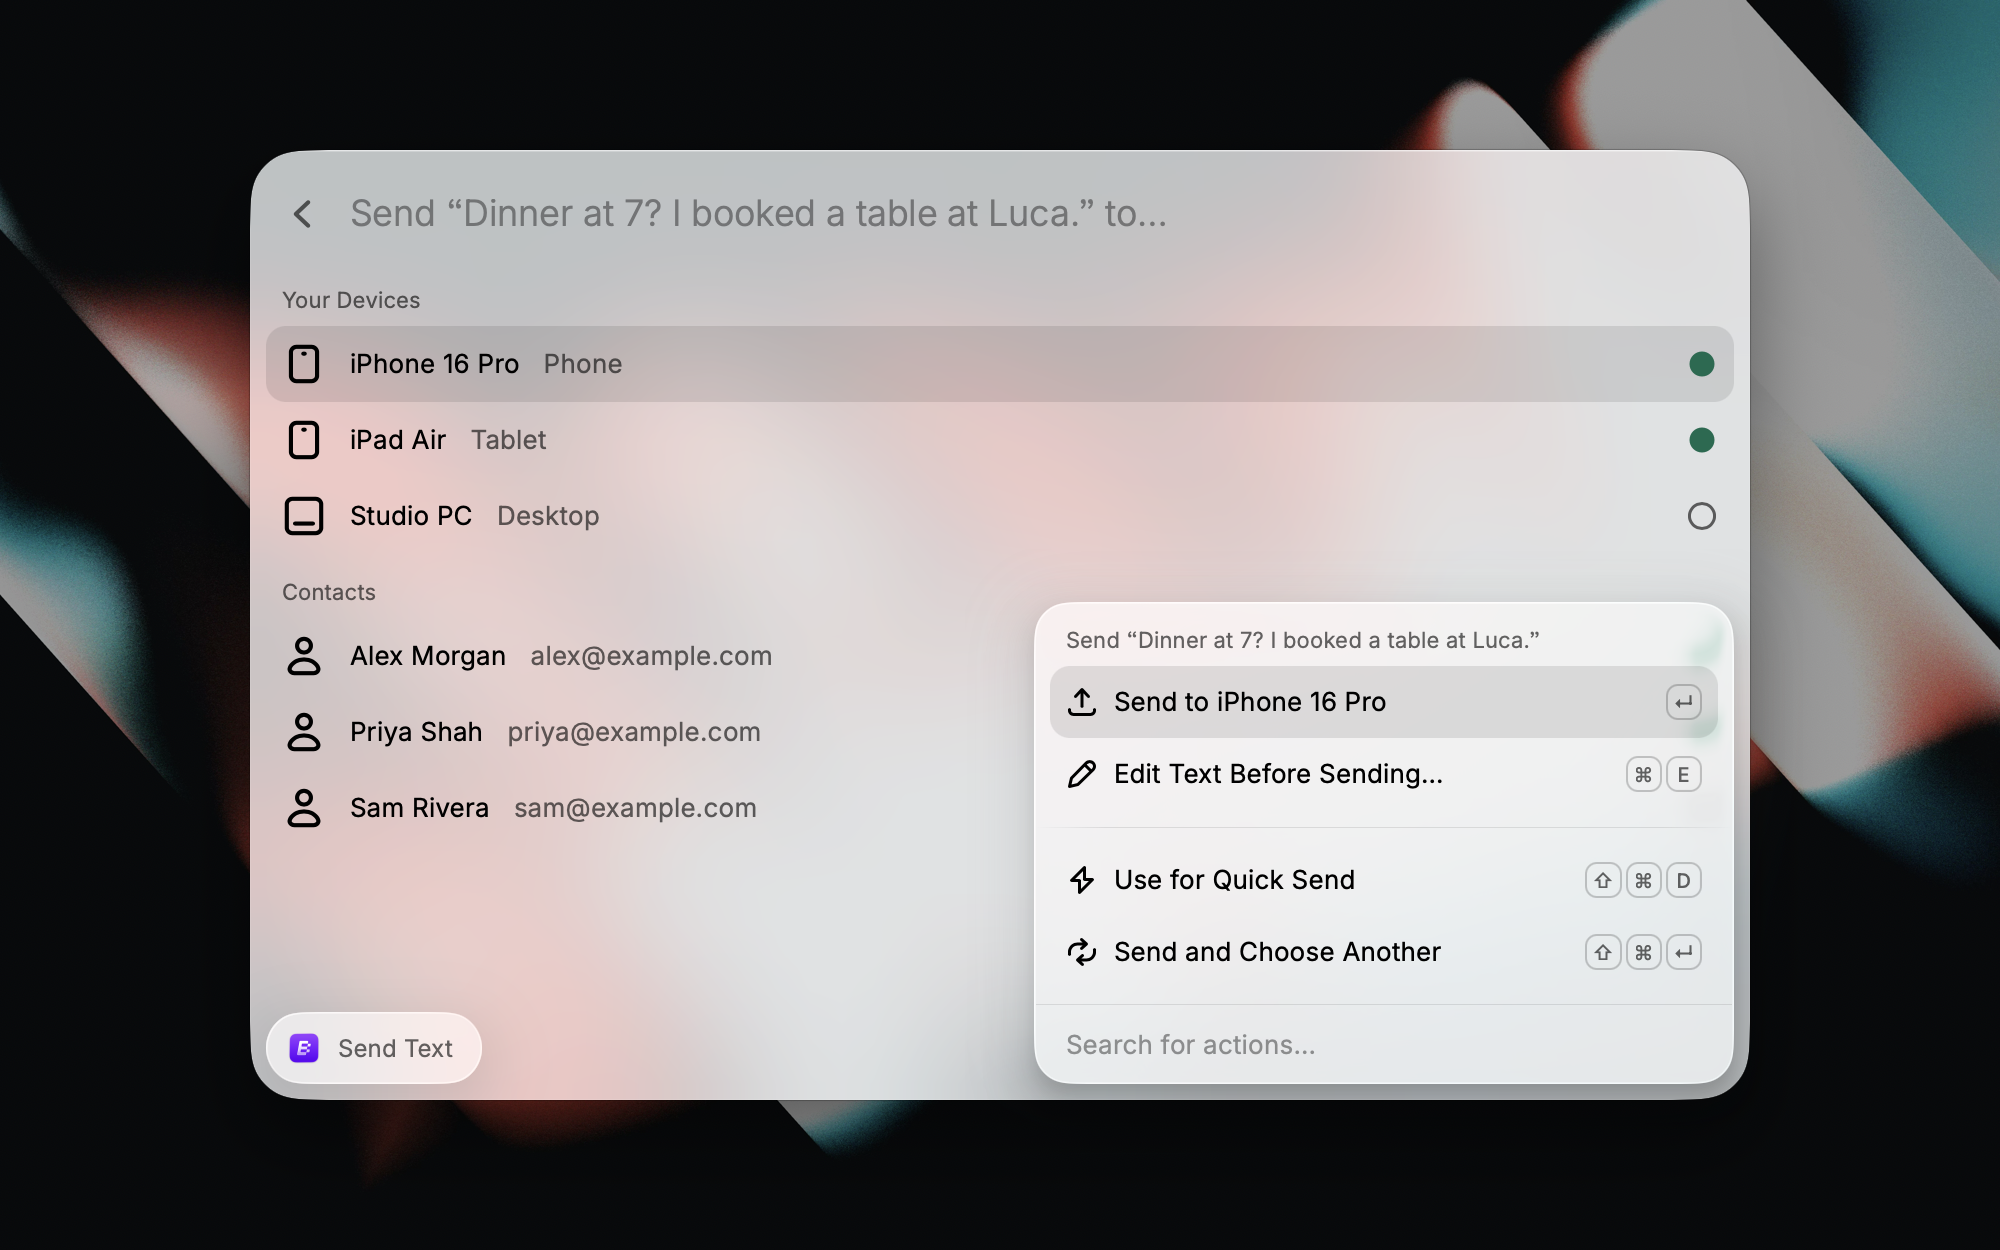 Send “Dinner at 7? I booked a table at Luca.” to...
Your Devices
iPhone 16 Pro Phone
iPad Air Tablet
Studio PC Desktop
Contacts
Alex Morgan alex@example.com
Priya Shah priya@example.com
Sam Rivera sam@example.com
Send “Dinner at 7? I booked a table at Luca.”
Send to iPhone 16 Pro ↵
Edit Text Before Sending... ⌘ E
Use for Quick Send ⇧ ⌘ D
Send and Choose Another ⇧ ⌘ ↵
Search for actions...
B Send Text